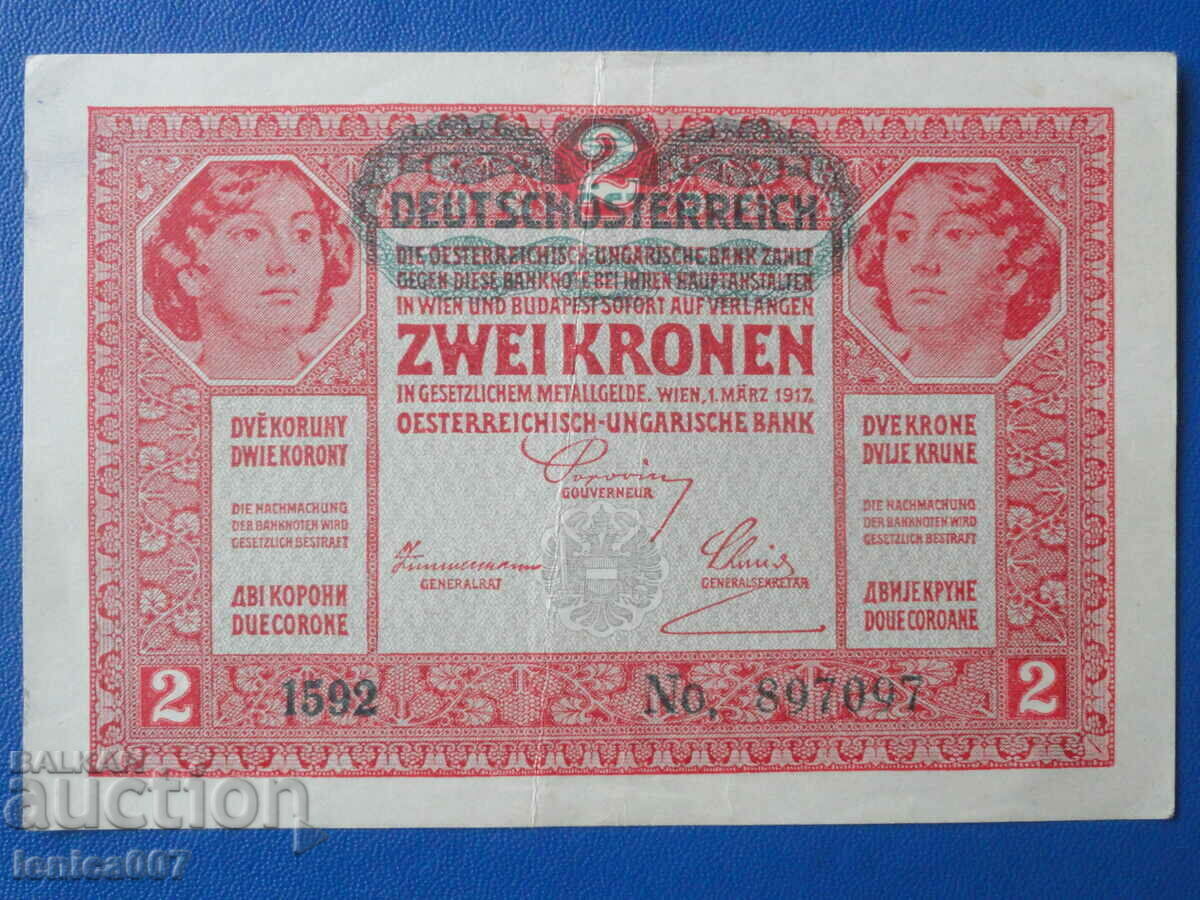 2
DEUTSCHÖSTERREICH
DIE OESTERREICHISCH-UNGARISCHE BANK ZAHLT
GEGEN DIESE BANKNOTE BEI IHREN HAUPTANSTALTEN
IN WIEN UND BUDAPEST SOFORT AUF VERLANGEN
ZWEI KRONEN
IN GESETZLICHEM METALLGELDE. WIEN, 1. MÄRZ 1917.
OESTERREICHISCH-UNGARISCHE BANK
GOUVERNEUR
GENERALRAT
GENERALSEKRETÄR
DVĚ KORUNY
DWIE KORONY
DIE NACHMACHUNG
DER BANKNOTEN WIRD
GESETZLICH BESTRAFT
ДВІ КОРОНИ
DUE CORONE
DVE KRONE
DVIJE KRUNE
DIE NACHMACHUNG
DER BANKNOTEN WIRD
GESETZLICH BESTRAFT
ДВИЈЕ КРУНЕ
DOUE COROANE
2
1592
No, 897097
2
BALKAN
auction
lenica007